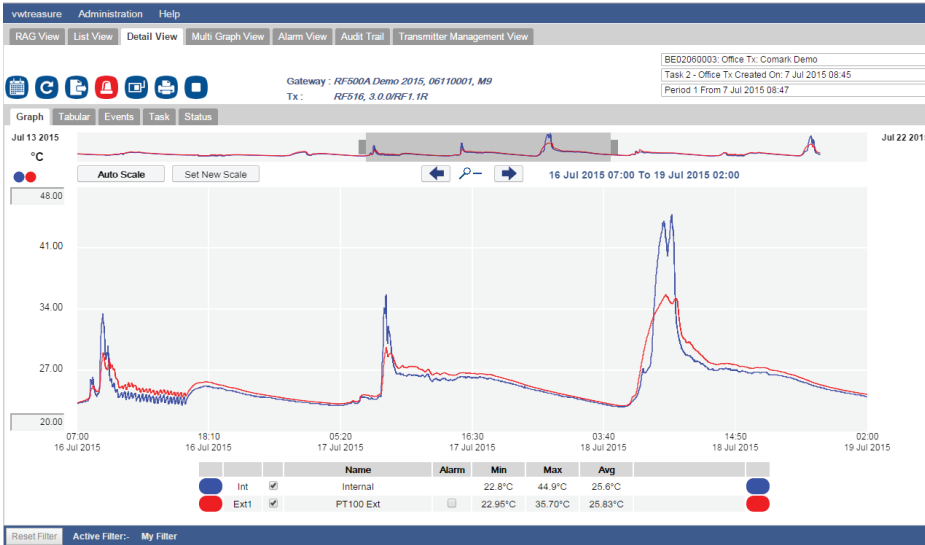 vwtreasure Administration Help
RAG View List View Detail View Multi Graph View Alarm View Audit Trail Transmitter Management View
BE02060003: Office Tx: Comark Demo
Gateway : RF500A Demo 2015, 06110001, M9
Task 2 - Office Tx Created On: 7 Jul 2015 08:45
Tx : RF516, 3.0.0/RF1.1R
Period 1 From 7 Jul 2015 08:47
Graph Tabular Events Task Status
Jul 13 2015
Jul 22 201
°C
Auto Scale Set New Scale 16 Jul 2015 07:00 To 19 Jul 2015 02:00
48.00
41.00
34.00
27.00
20.00
07:00 18:10 05:20 16:30 03:40 14:50 02:00
16 Jul 2015 16 Jul 2015 17 Jul 2015 17 Jul 2015 18 Jul 2015 18 Jul 2015 19 Jul 2015
Name Alarm Min Max Avg
Int Internal 22.8°C 44.9°C 25.6°C
Ext1 PT100 Ext 22.95°C 35.70°C 25.83°C
Reset Filter Active Filter:- My Filter